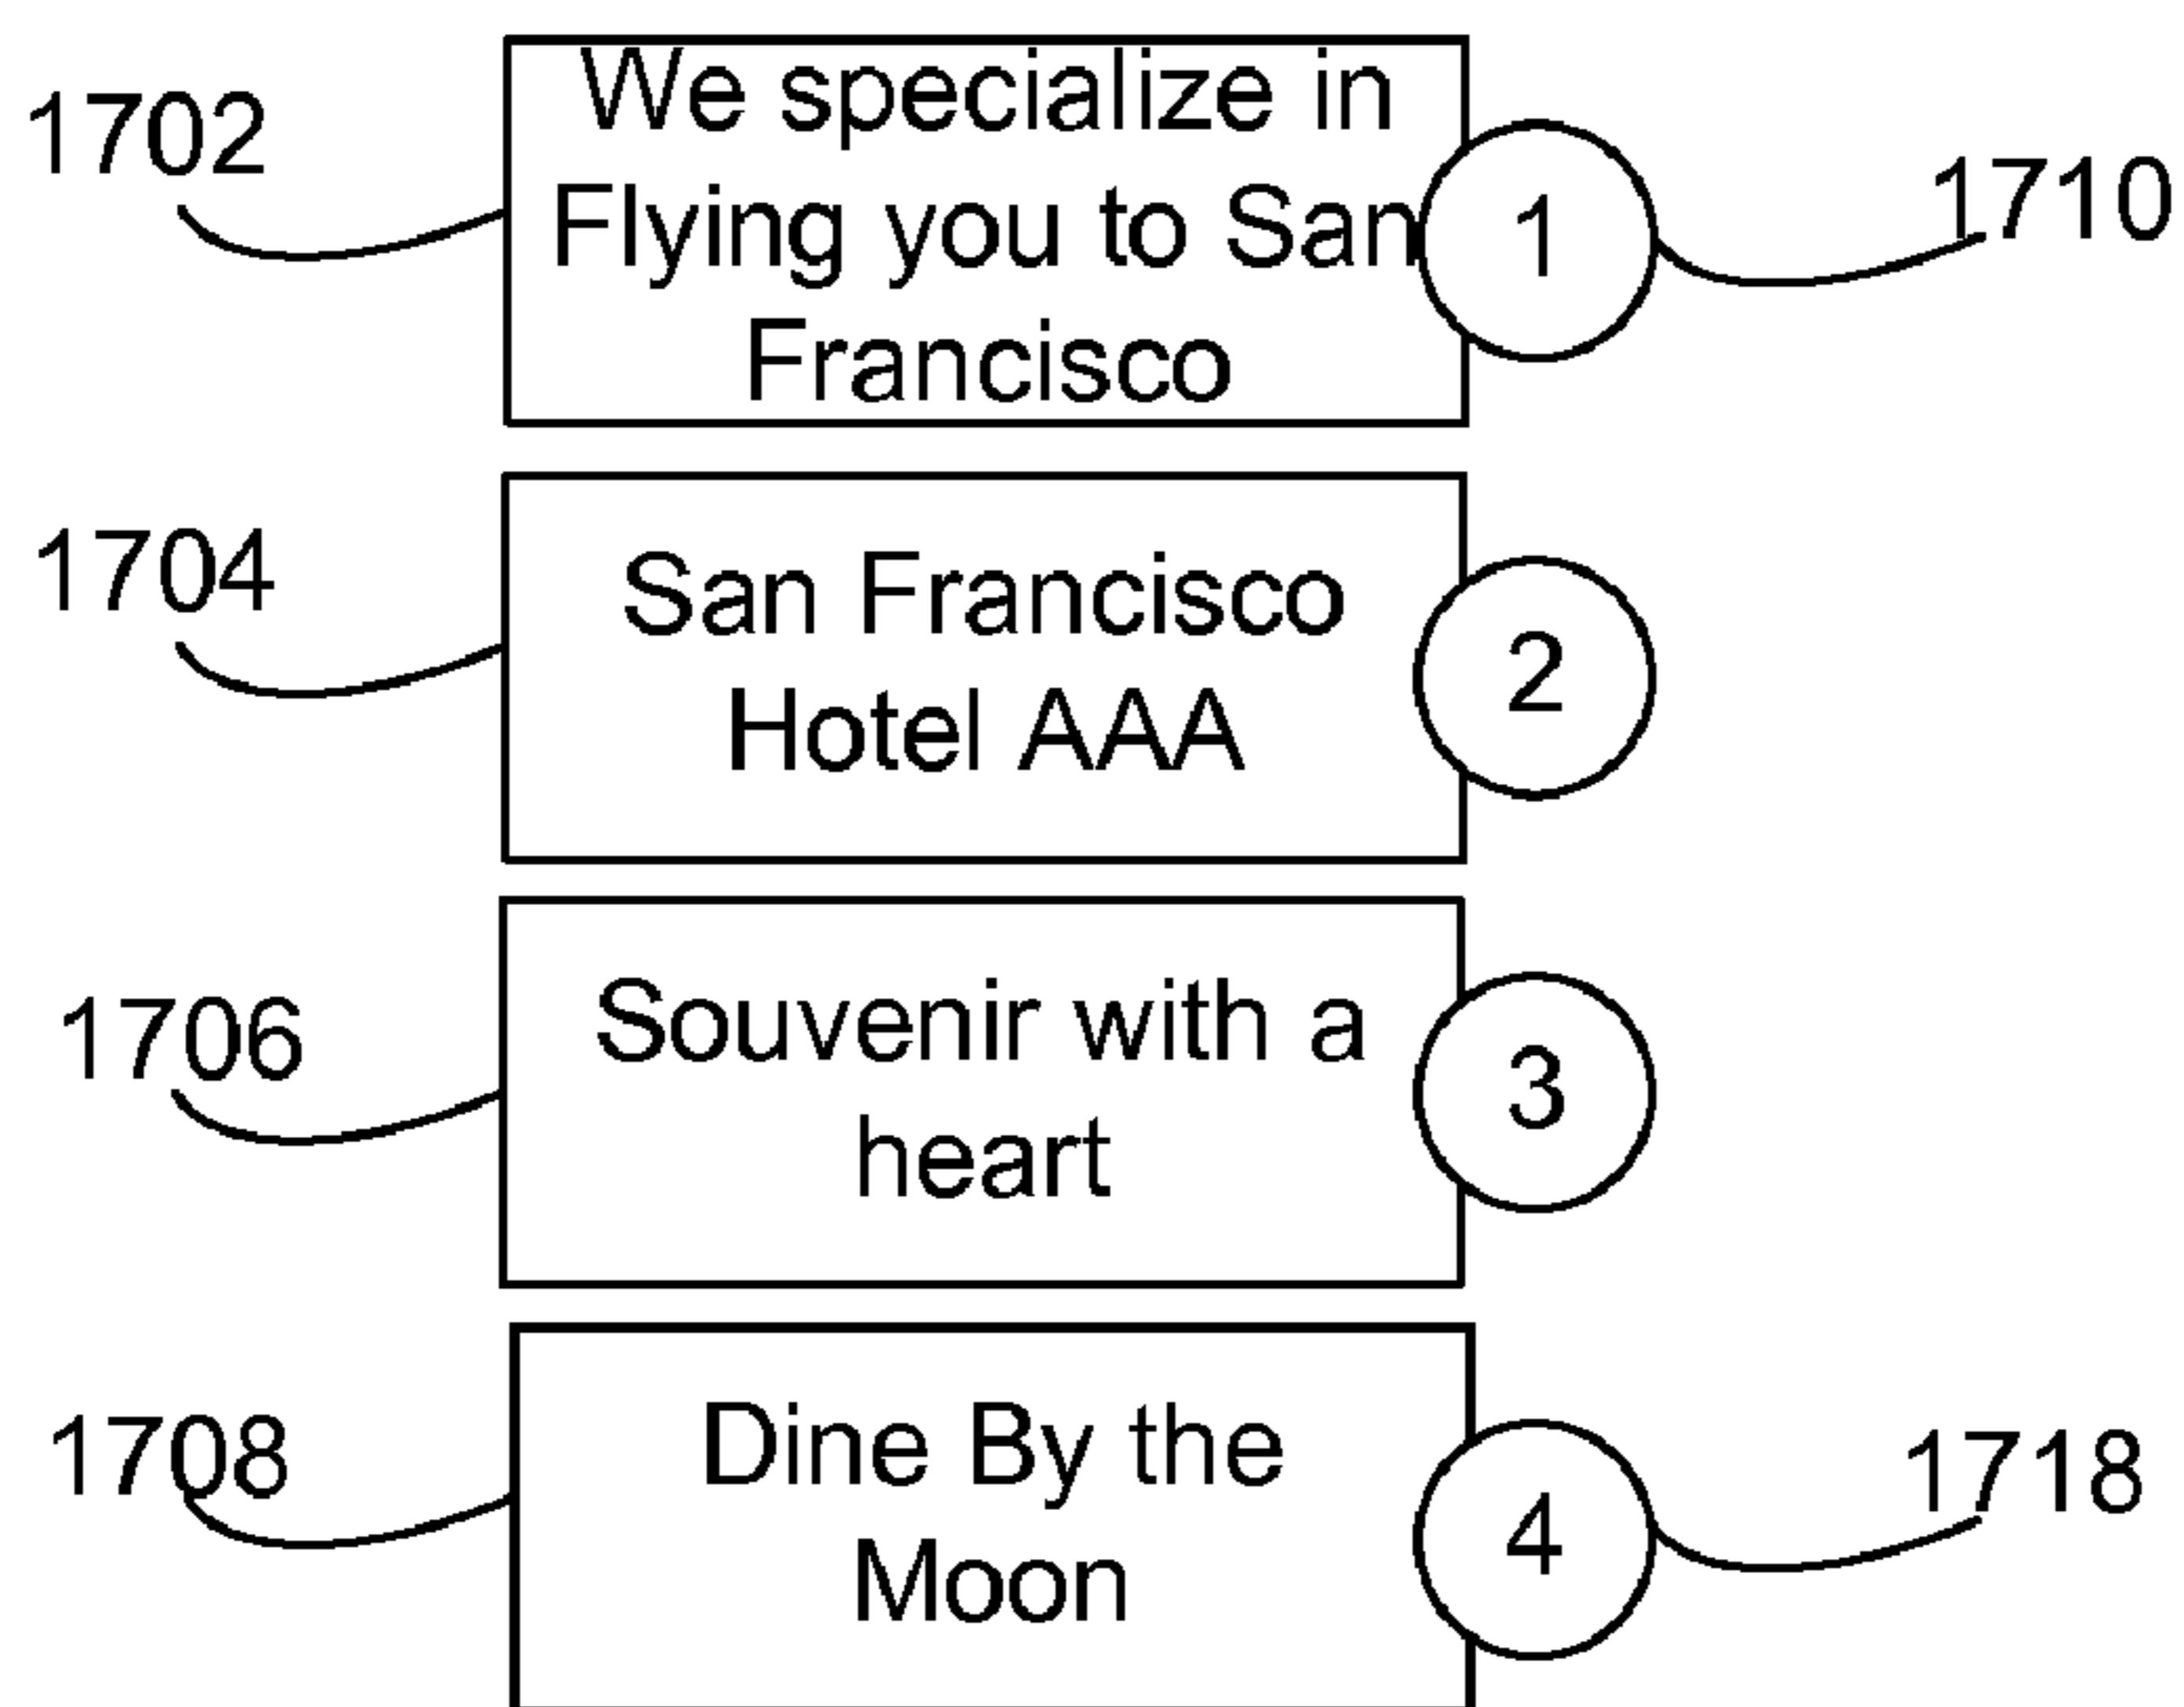 We specialize in
1702
Flying you to San
1
1710
Francisco
1704
San Francisco
2
Hotel AAA
1706
Souvenir with a
3
heart
1708
Dine By the
4
1718
Moon